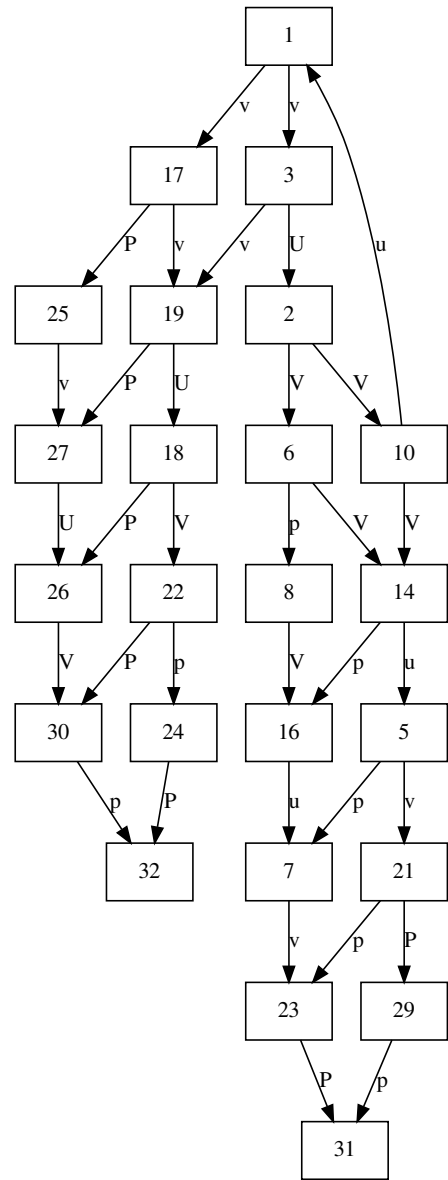 1
v v
17 3 u
P v v U
25 19 2
v P U V V
27 18 6 10
U P V p V V
26 22 8 14
V P p V p u
30 24 16 5
p P u p v
32 7 21
v p P
23 29
P p
31